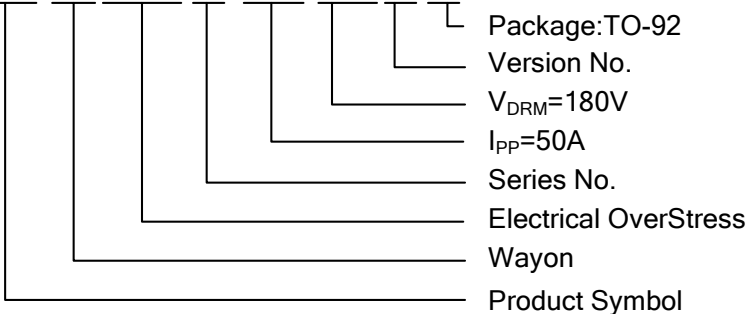 Package:TO-92
Version No.
VDRM=180V
IPP=50A
Series No.
Electrical OverStress
Wayon
Product Symbol